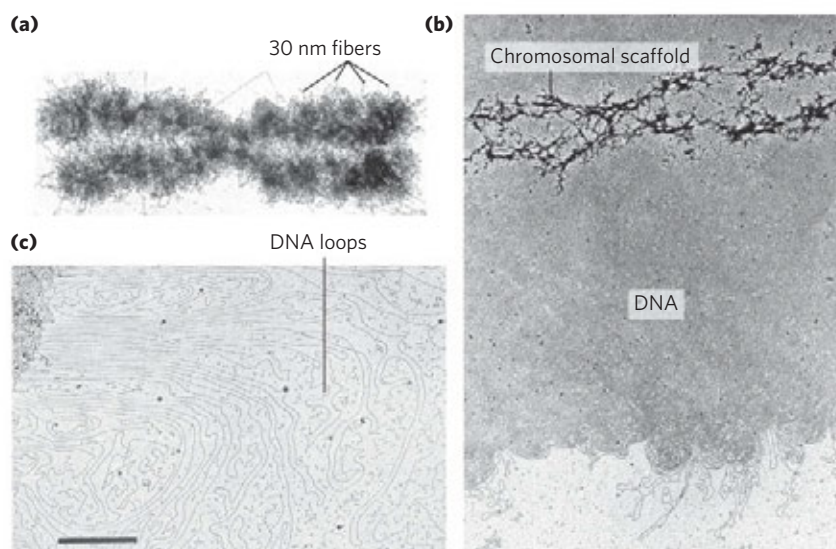 (a)
30 nm fibers
(b)
Chromosomal scaffold
(c)
DNA loops
DNA